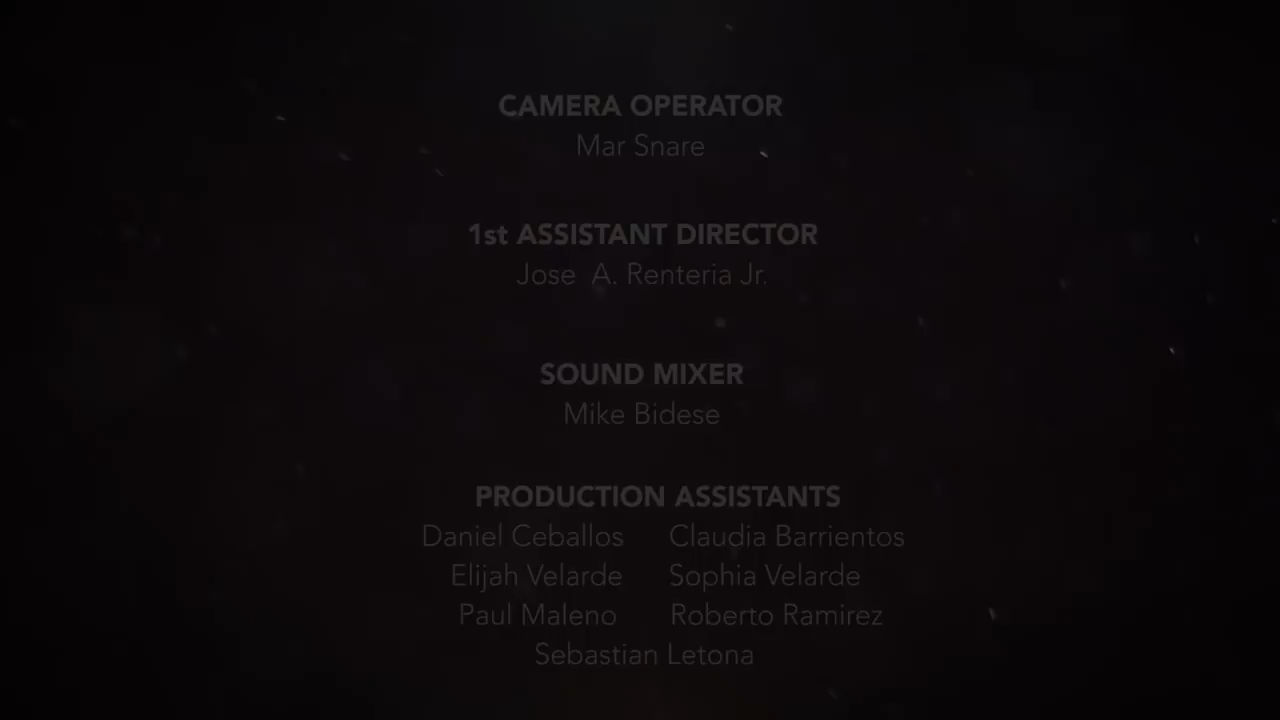 CAMERA OPERATOR
Mar Snare
1st ASSISTANT DIRECTOR
Jose A. Renteria Jr.
SOUND MIXER
Mike Bidese
PRODUCTION ASSISTANTS
Daniel Ceballos Claudia Barrientos
Elijah Velarde Sophia Velarde
Paul Maleno Roberto Ramirez
Sebastian Letona